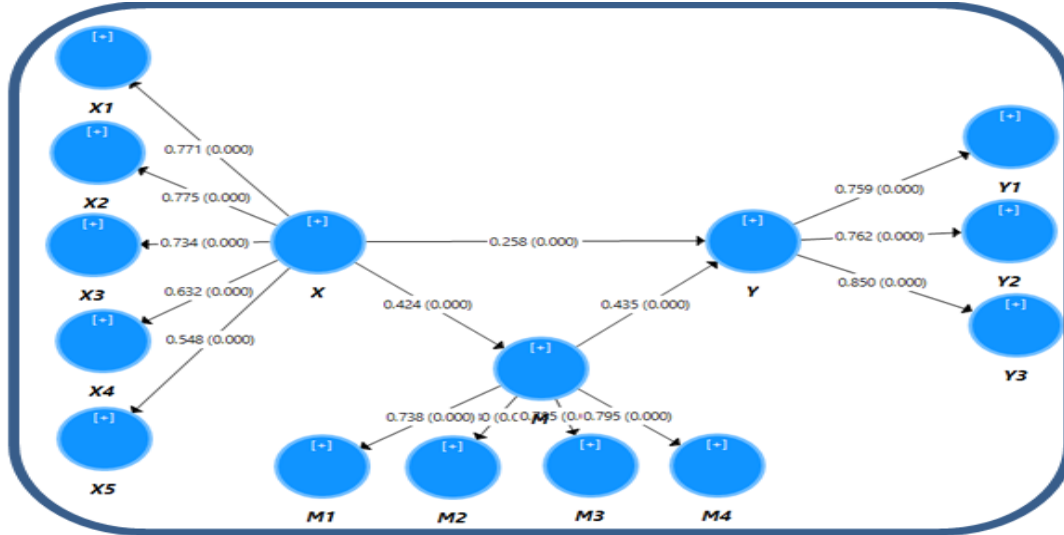 [+]
X1
0.771 (0.000)
[+]
X2
0.775 (0.000)
[+]
X3
0.734 (0.000)
[+]
X4
0.632 (0.000)
[+]
X5
0.548 (0.000)
[+]
X
0.258 (0.000)
0.424 (0.000)
0.435 (0.000)
[+]
Y
0.759 (0.000)
[+]
Y1
0.762 (0.000)
[+]
Y2
0.850 (0.000)
[+]
Y3
[+]
M
0.738 (0.000)
0.795 (0.000)
[+]
M1
[+]
M2
[+]
M3
[+]
M4